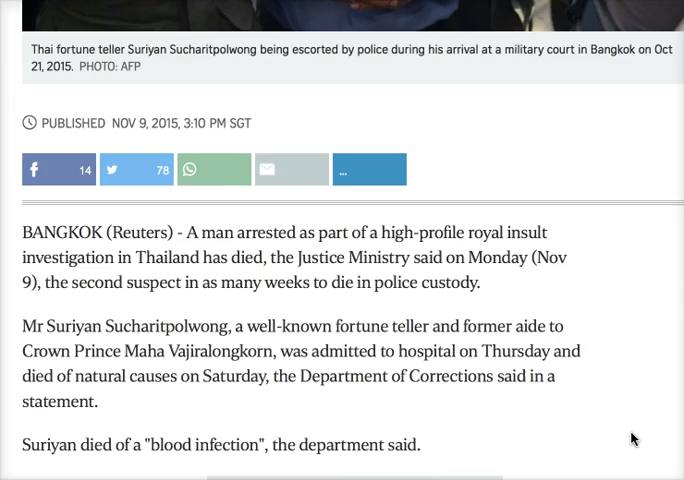 Thai fortune teller Suriyan Sucharitpolwong being escorted by police during his arrival at a military court in Bangkok on Oct
21, 2015. PHOTO: AFP
PUBLISHED NOV 9, 2015, 3:10 PM SGT
14 78 ...
BANGKOK (Reuters) - A man arrested as part of a high-profile royal insult
investigation in Thailand has died, the Justice Ministry said on Monday (Nov
9), the second suspect in as many weeks to die in police custody.
Mr Suriyan Sucharitpolwong, a well-known fortune teller and former aide to
Crown Prince Maha Vajiralongkorn, was admitted to hospital on Thursday and
died of natural causes on Saturday, the Department of Corrections said in a
statement.
Suriyan died of a "blood infection", the department said.